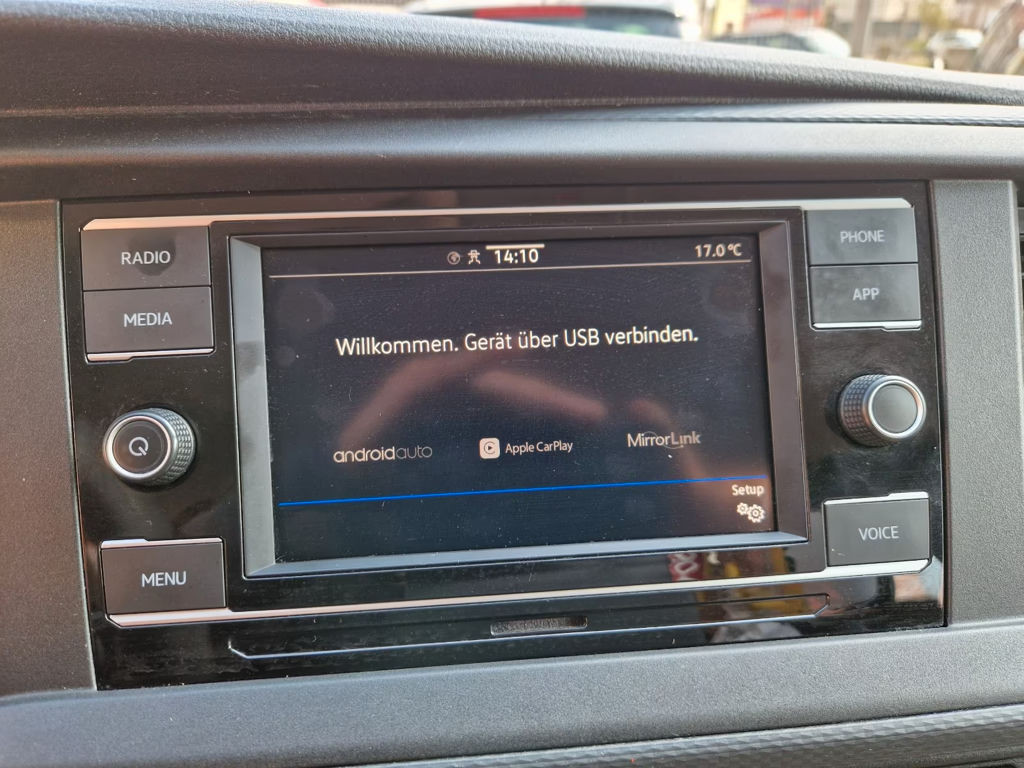 RADIO
MEDIA
14:10
17.0 °C
PHONE
APP
Willkommen. Gerät über USB verbinden.
androidauto
Apple CarPlay
MirrorLink
Setup
MENU
VOICE